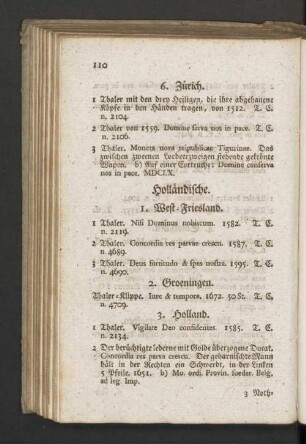 110
6. Zürich.
1 Thaler mit den drey Heiligen, die ihre abgehauene
Köpfe in den Händen tragen, von 1512. T. C.
n. 2104.
2 Thaler von 1559. Domine serva nos in pace. T. C.
n. 2106.
3 Thaler. Moneta nova reipublicae Tigurinae. Das
zwischen zweenen Lorbeerzweigen stehende gekrönte
Wapen. b) Auf einer Cartouche: Domine conserva
nos in pace. MDCLX.
Holländische.
1. West-Friesland.
1 Thaler. Nisi Dominus nobiscum. 1582. T. C.
n. 2119.
2 Thaler. Concordia res parvae crescu. 1587. T. C.
n. 4689.
3 Thaler. Deus fortitudo & spes nostra. 1595. T. C.
n. 4690.
2. Groeningen.
Thaler-Klippe. Iure & tempore. 1672. 50 St. T. C.
n. 4709.
3. Holland.
1 Thaler. Vigilate Deo confidentes. 1585. T. C.
n. 2134.
2 Der berüchtigte lederne mit Golde überzogene Ducat.
Concordia res parva crescu. Der geharnischte Mann
hält in der Rechten ein Schwerdt, in der Linken
5 Pfeile. 1651. b) Mo. ordi. Provin. foeder. Belg.
ad leg. Imp.
3 Noth-